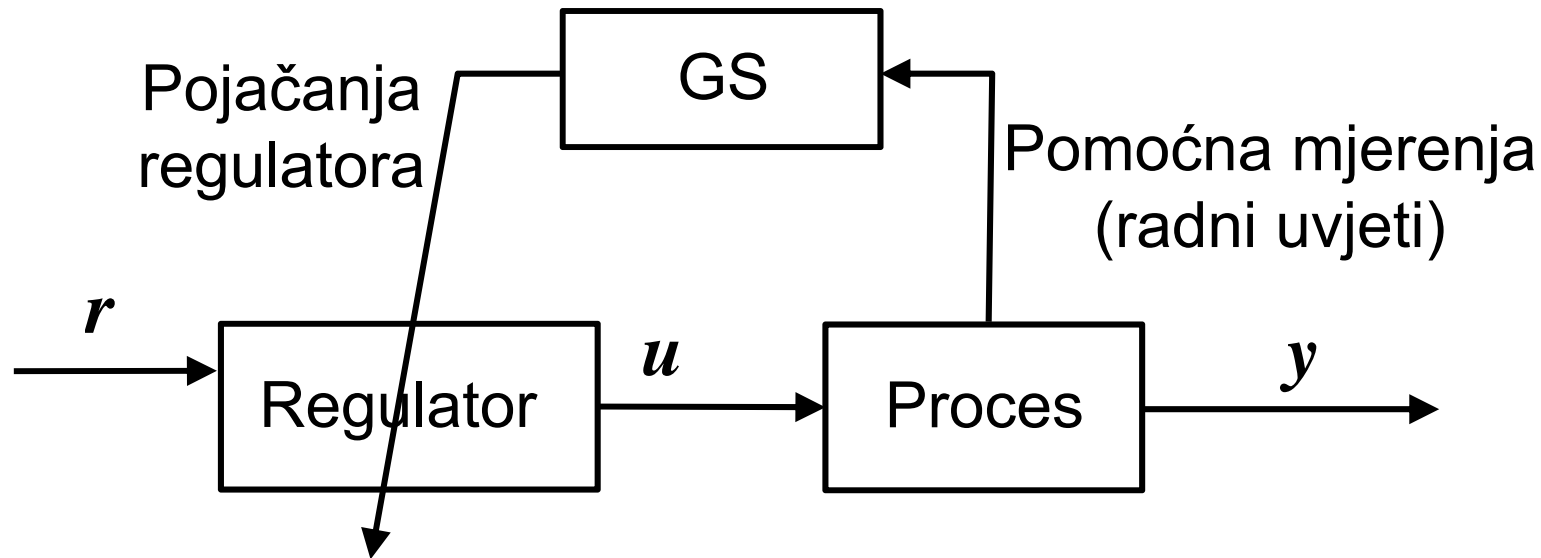 GS
Pojačanja
regulatora
Pomoćna mjerenja
(radni uvjeti)
r
Regulator
u
Proces
y